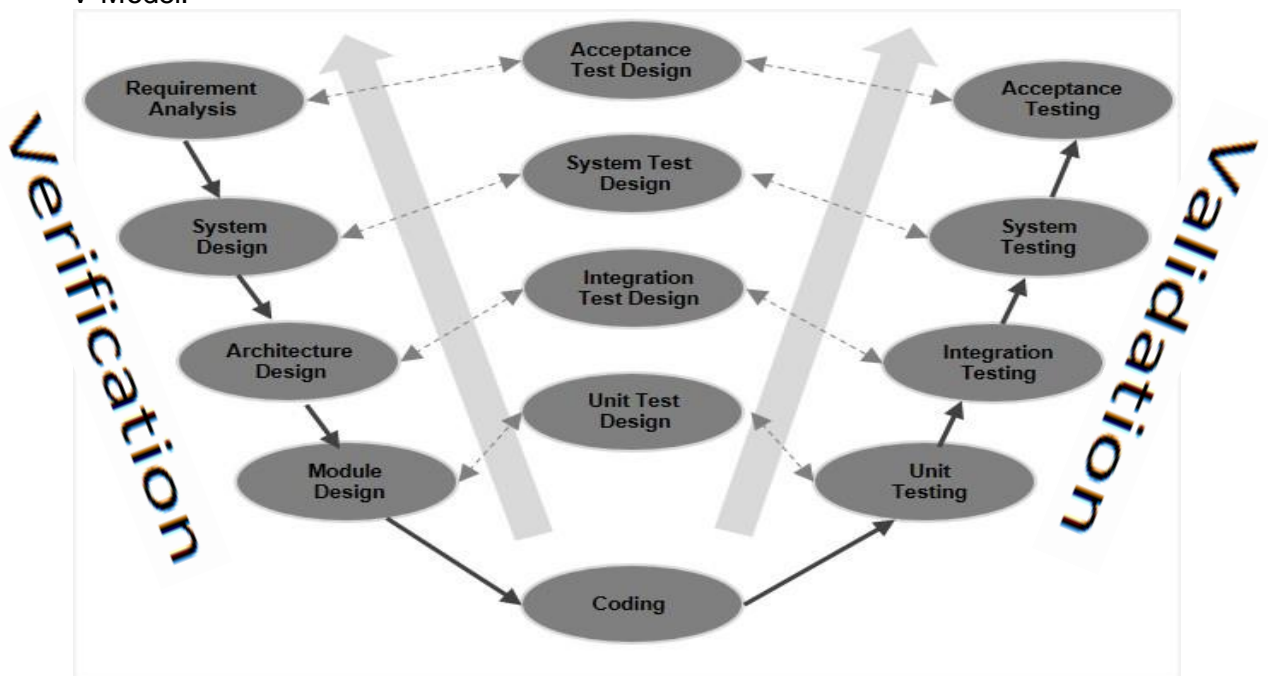 V-Model.
Acceptance
Test Design
Requirement
Analysis
Acceptance
Testing
System Test
Design
System
Design
System
Testing
Integration
Test Design
Architecture
Design
Integration
Testing
Unit Test
Design
Module
Design
Unit
Testing
Coding
Verification
Validation